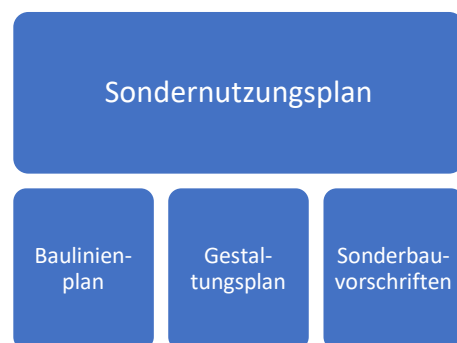 Sondernutzungsplan
Baulinien-
plan
Gestal-
tungsplan
Sonderbau-
vorschriften